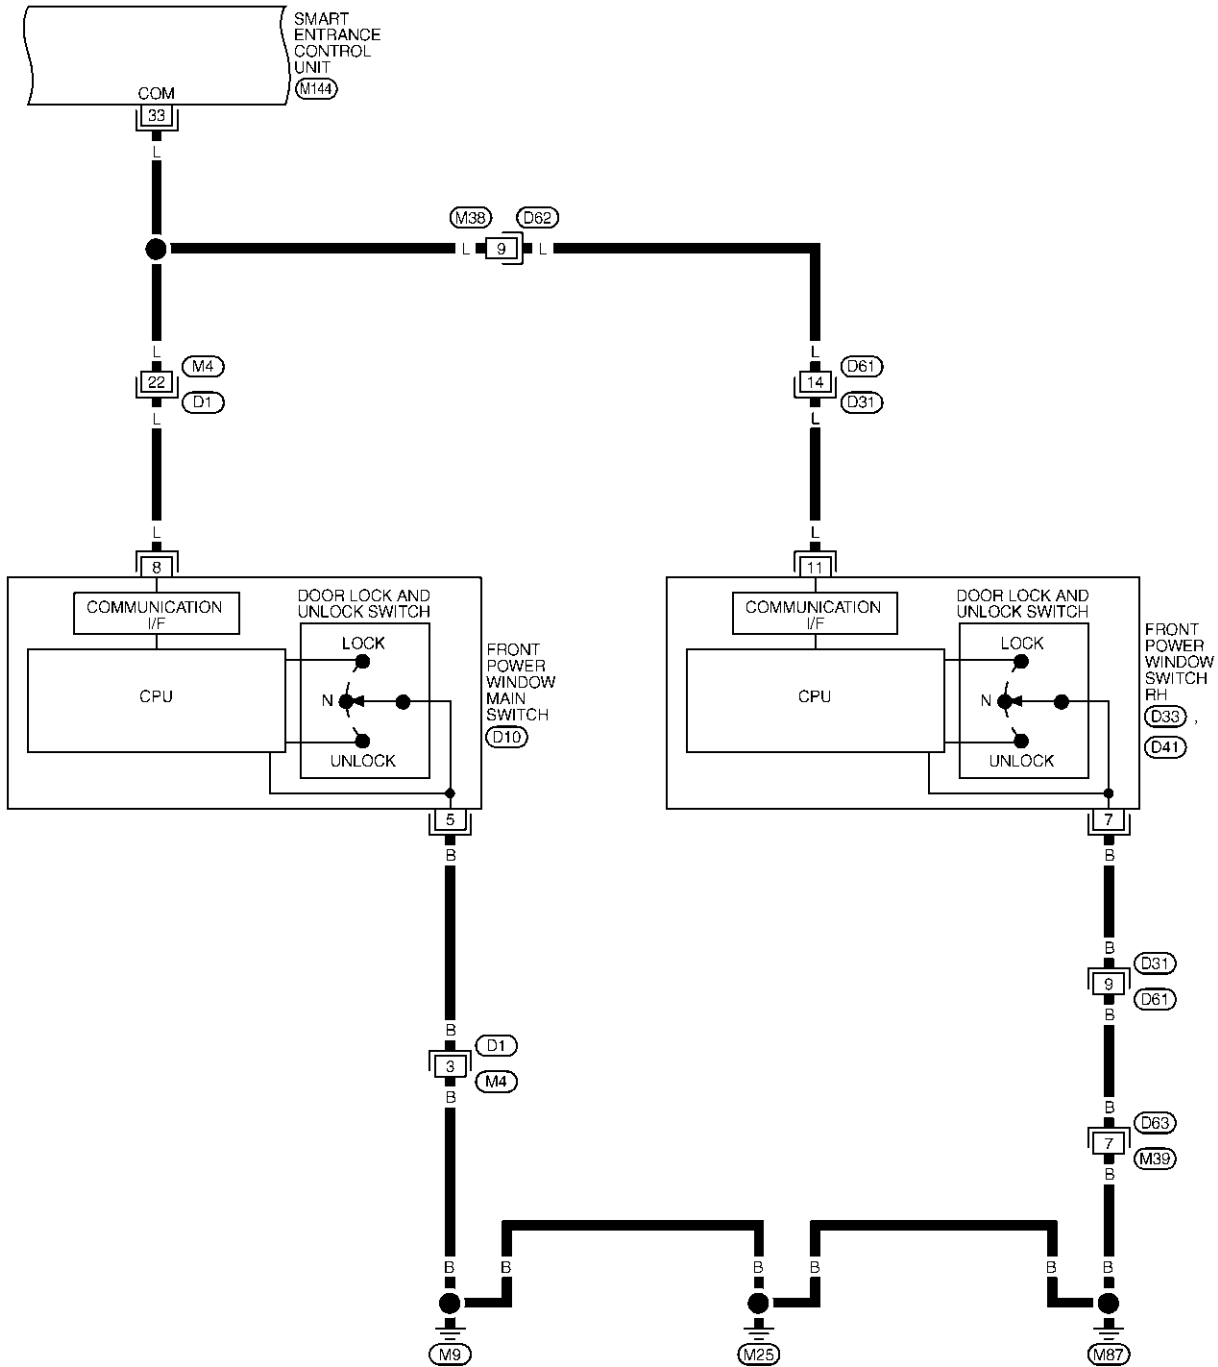 SMART
ENTRANCE
CONTROL
UNIT
M144
COM
33
L
M38
D62
L
9
L
L
22
M4
D1
L
L
14
D61
D31
L
L
8
L
11
COMMUNICATION
I/F
DOOR LOCK AND
UNLOCK SWITCH
LOCK
CPU
N
UNLOCK
FRONT
POWER
WINDOW
MAIN
SWITCH
D10
COMMUNICATION
I/F
DOOR LOCK AND
UNLOCK SWITCH
LOCK
CPU
N
UNLOCK
FRONT
POWER
WINDOW
SWITCH
RH
D33 ,
D41
5
B
7
B
B
9
D31
D61
B
B
3
D1
M4
B
B
7
D63
M39
B
B
B
B
B
B
B
M9
M25
M87